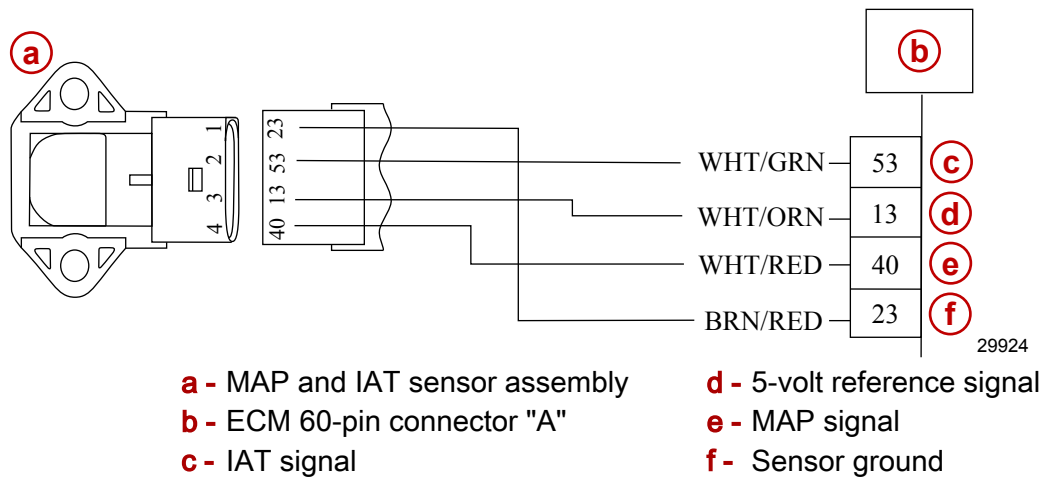 a
b
1
2
3
4
23
53
13
40
WHT/GRN 53 c
WHT/ORN 13 d
WHT/RED 40 e
BRN/RED 23 f
29924
a - MAP and IAT sensor assembly
b - ECM 60-pin connector "A"
c - IAT signal
d - 5-volt reference signal
e - MAP signal
f - Sensor ground